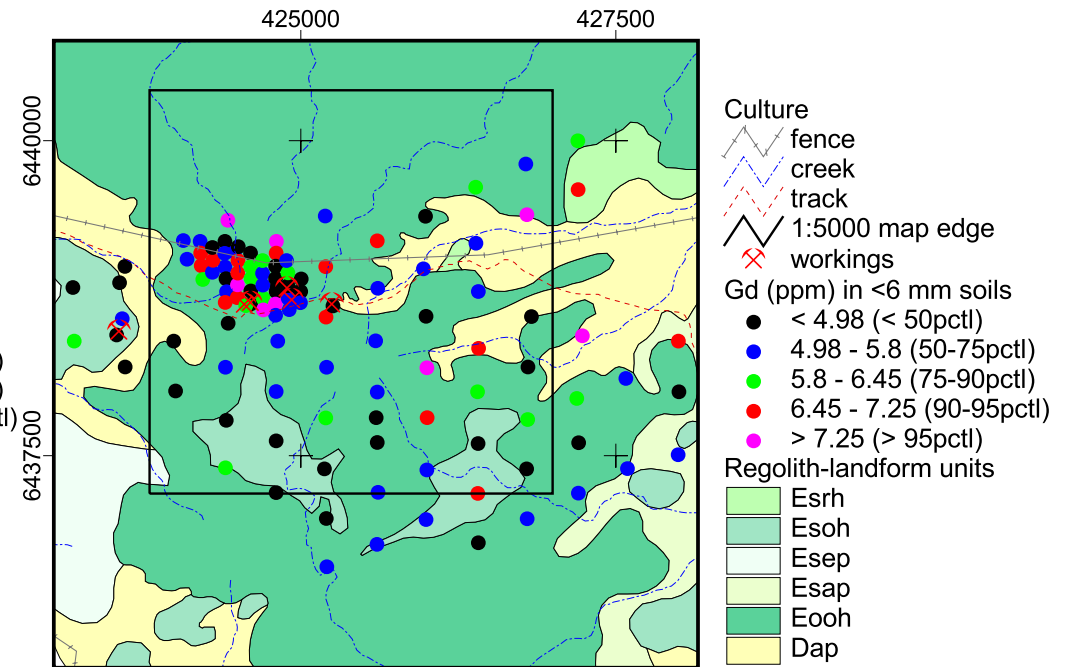 425000
427500
6440000
6437500
)
)
tl)
Culture
fence
creek
track
1:5000 map edge
workings
Gd (ppm) in <6 mm soils
< 4.98 (< 50pctl)
4.98 - 5.8 (50-75pctl)
5.8 - 6.45 (75-90pctl)
6.45 - 7.25 (90-95pctl)
> 7.25 (> 95pctl)
Regolith-landform units
Esrh
Esoh
Esep
Esap
Eooh
Dap